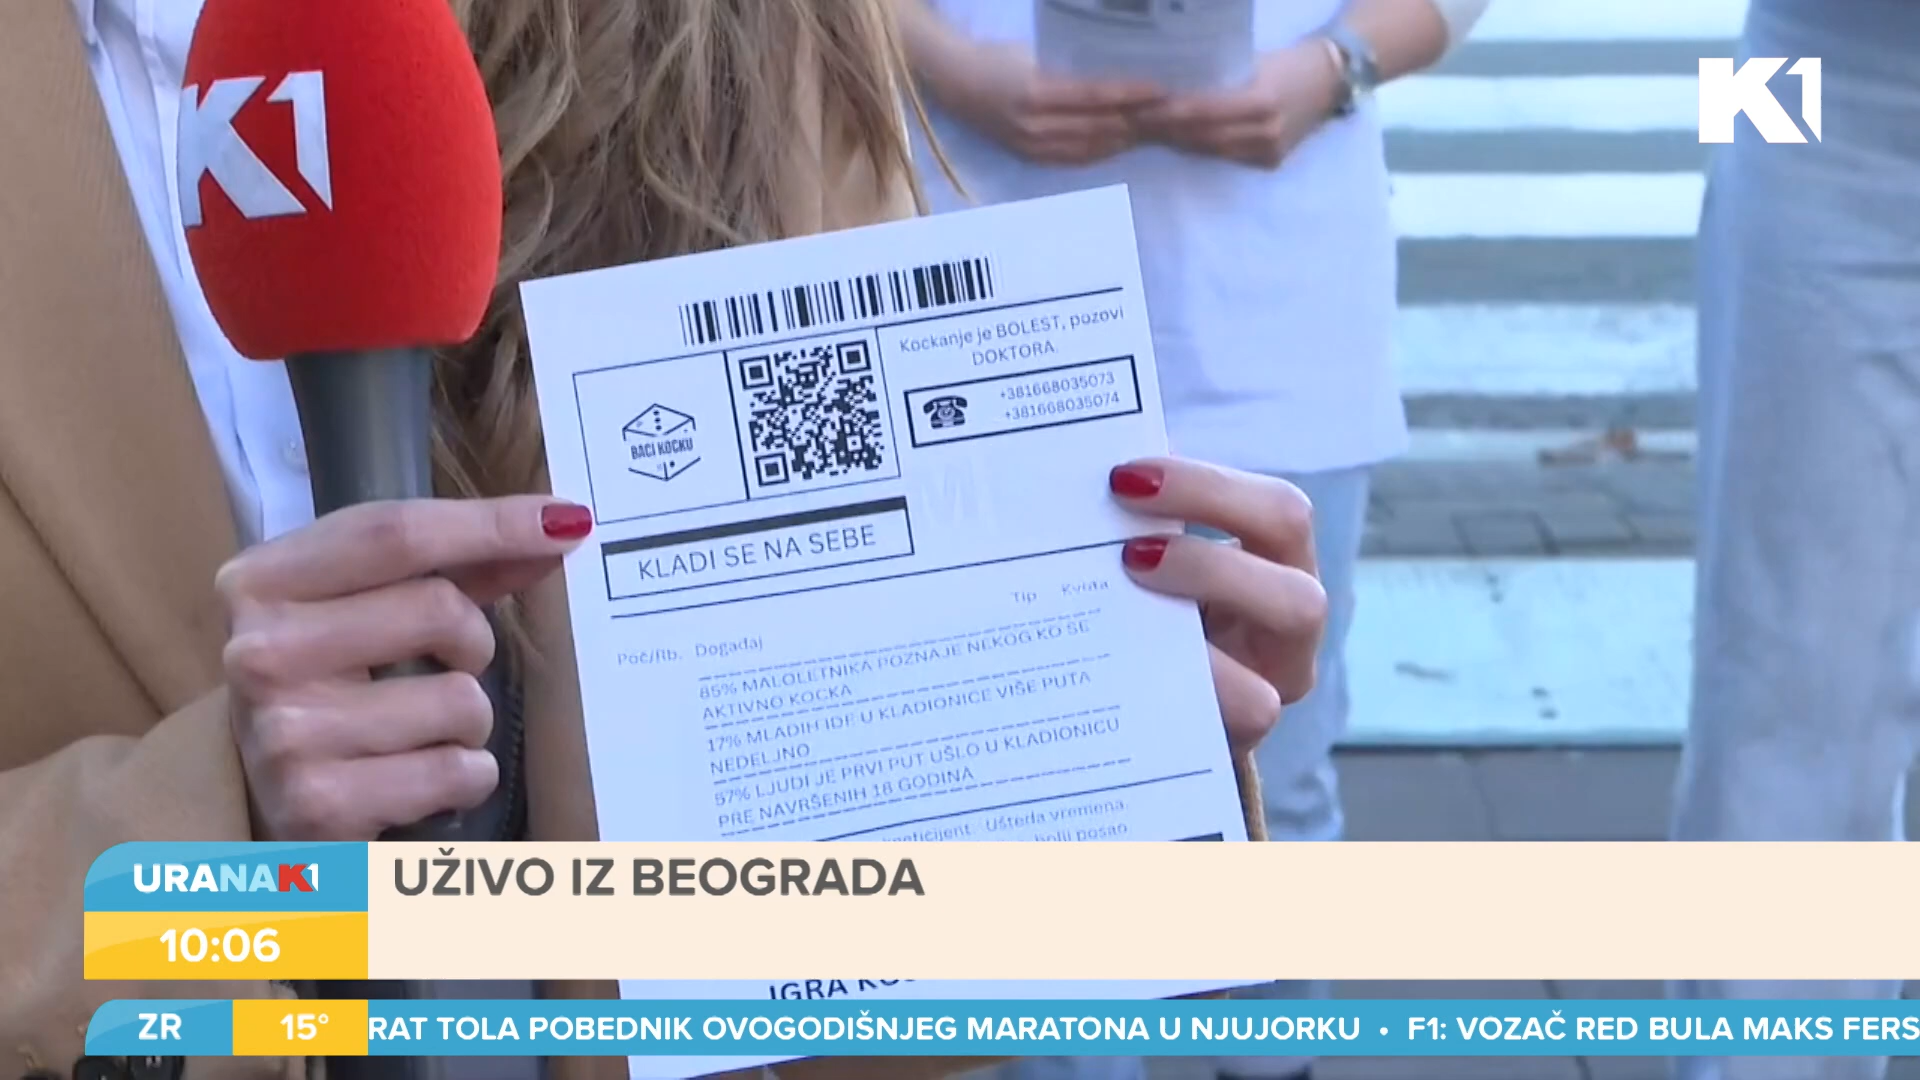 K1
K1
Kockanje je BOLEST, pozovi
DOKTORA.
+381668035073
+381668035074
BACI KOCKU
KLADI SE NA SEBE
Tip Kvota
Poč/Rb. Događaj
85% MALOLETNIKA POZNAJE NEKOG KO SE
AKTIVNO KOCKA
17% MLADIH IDE U KLADIONICE VIŠE PUTA
NEDELJNO
57% LJUDI JE PRVI PUT UŠLO U KLADIONICU
PRE NAVRŠENIH 18 GODINA
Ušteda vremena.
bolji posao
IGRA
URANAK1
UŽIVO IZ BEOGRADA
10:06
ZR 15° RAT TOLA POBEDNIK OVOGODIŠNJEG MARATONA U NJUJORKU • F1: VOZAČ RED BULA MAKS FERS